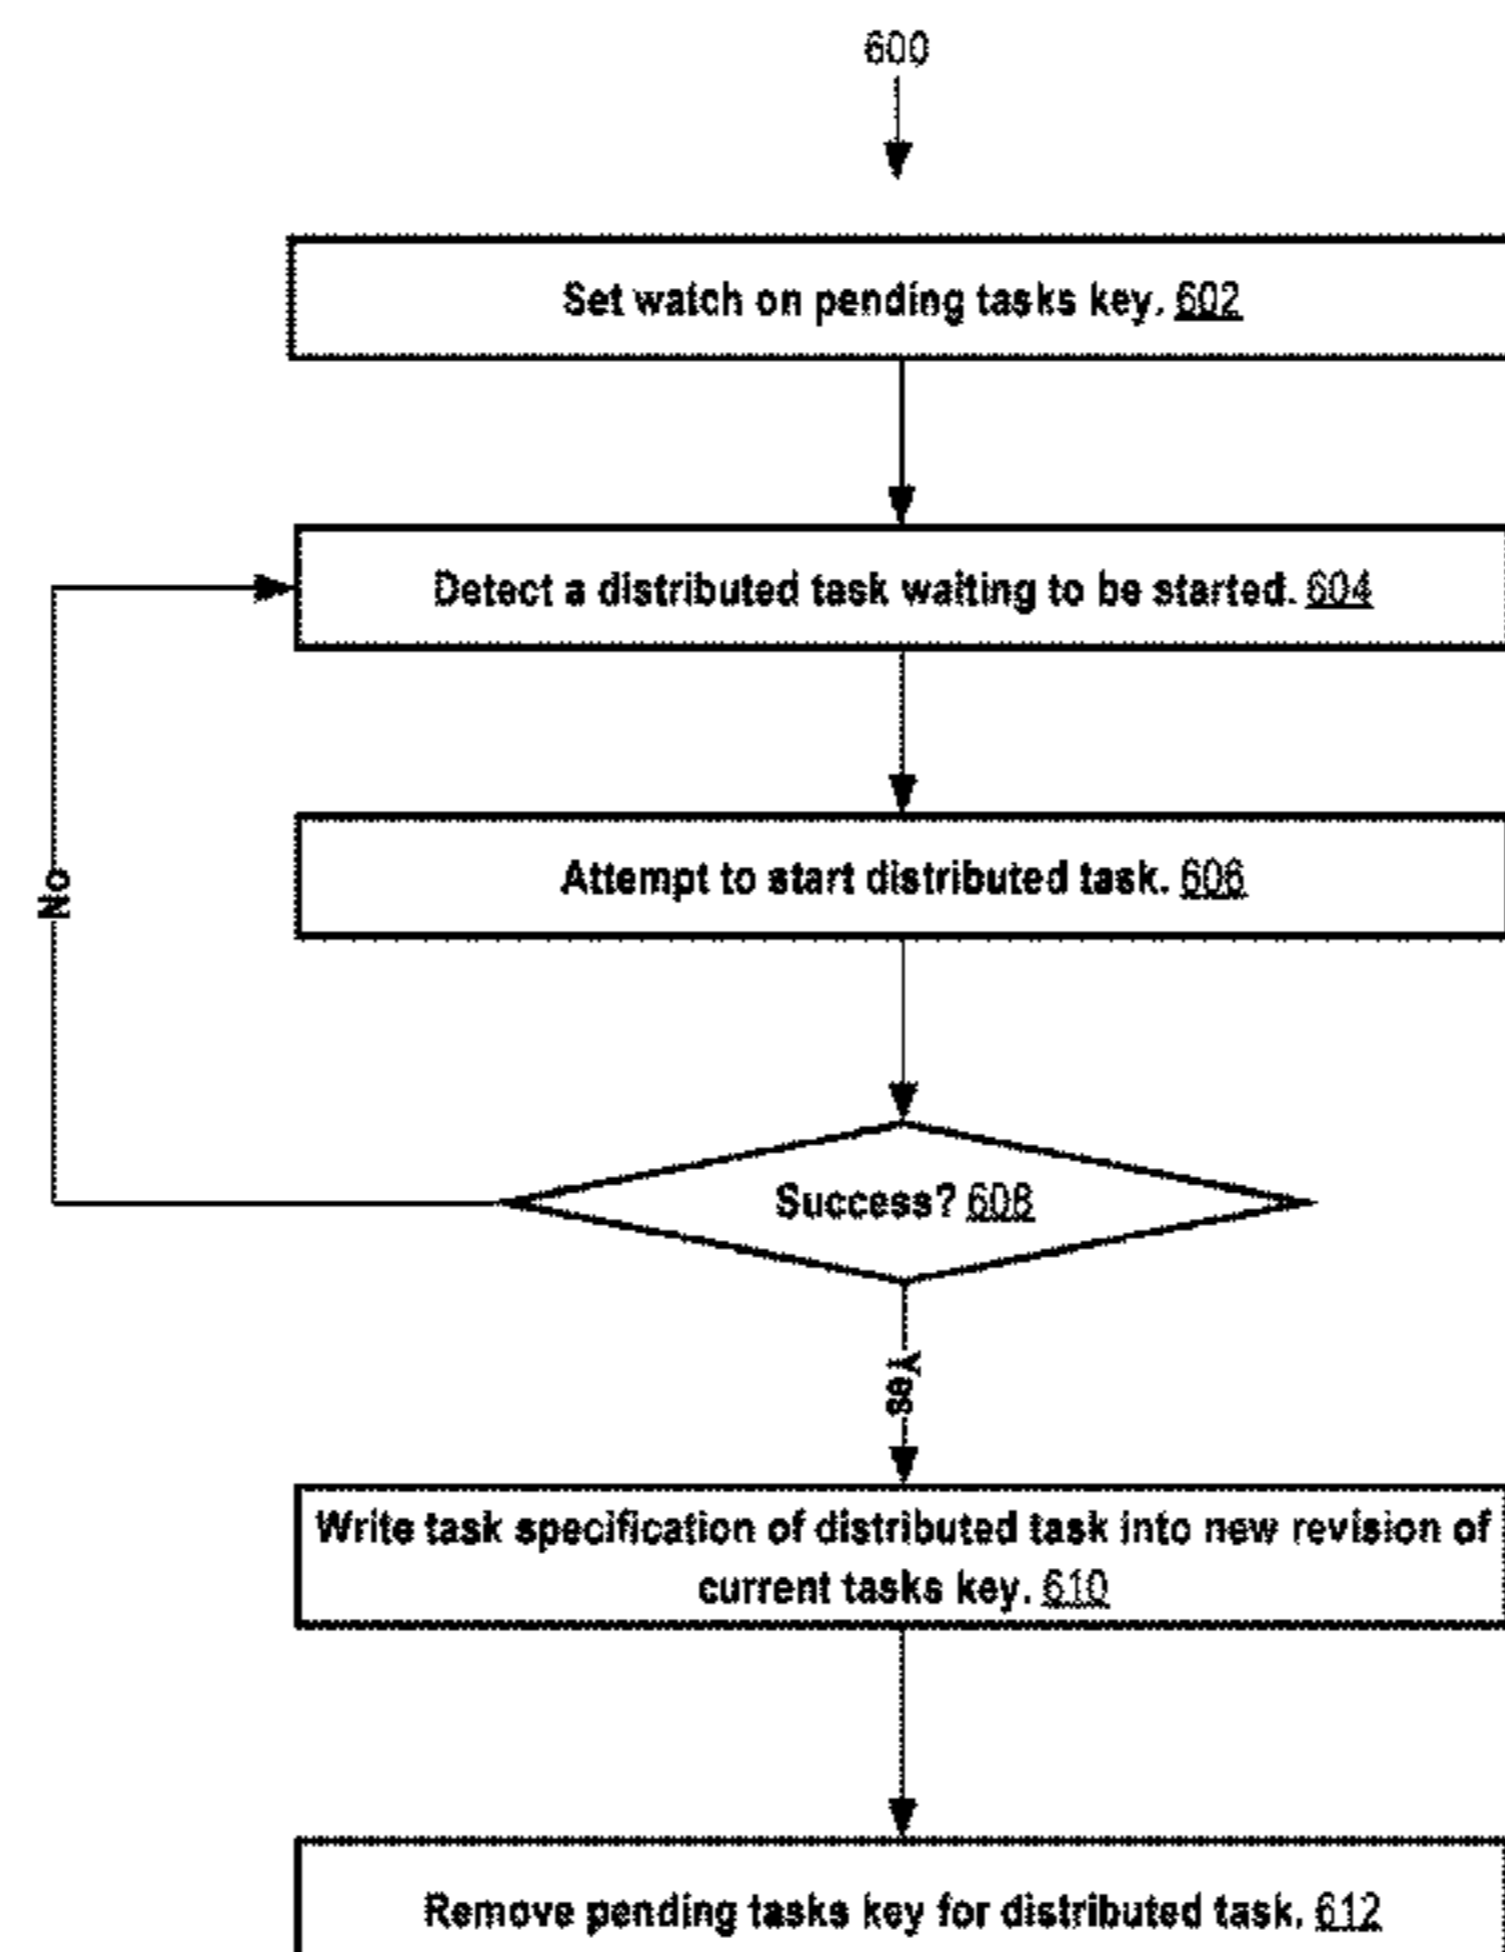 600
Set watch on pending tasks key. 602
Detect a distributed task waiting to be started. 604
Attempt to start distributed task. 606
No
Success? 608
Yes
Write task specification of distributed task into new revision of
current tasks key. 610
Remove pending tasks key for distributed task. 612